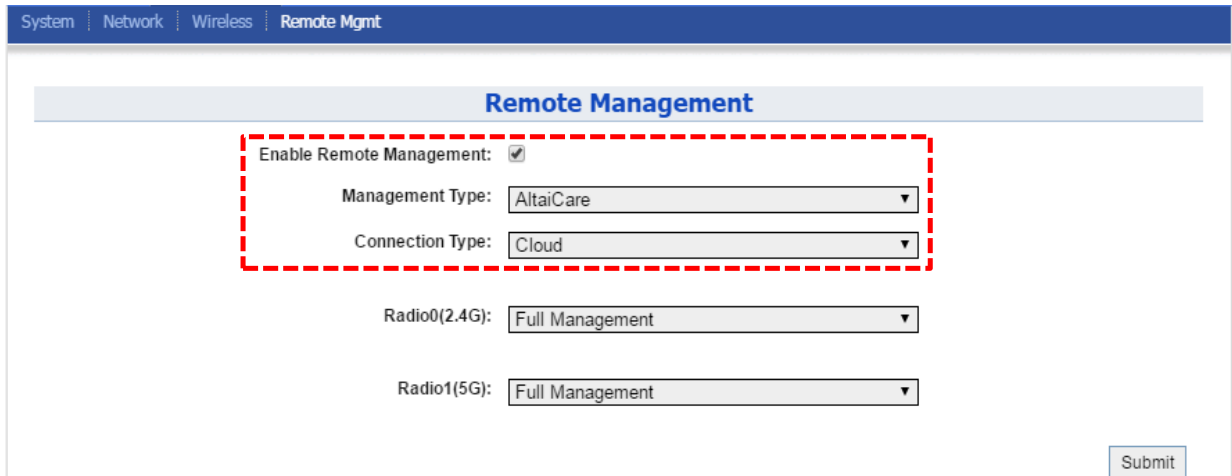 System Network Wireless Remote Mgmt
Remote Management
Enable Remote Management:
Management Type: AltaiCare
Connection Type: Cloud
Radio0(2.4G): Full Management
Radio1(5G): Full Management
Submit